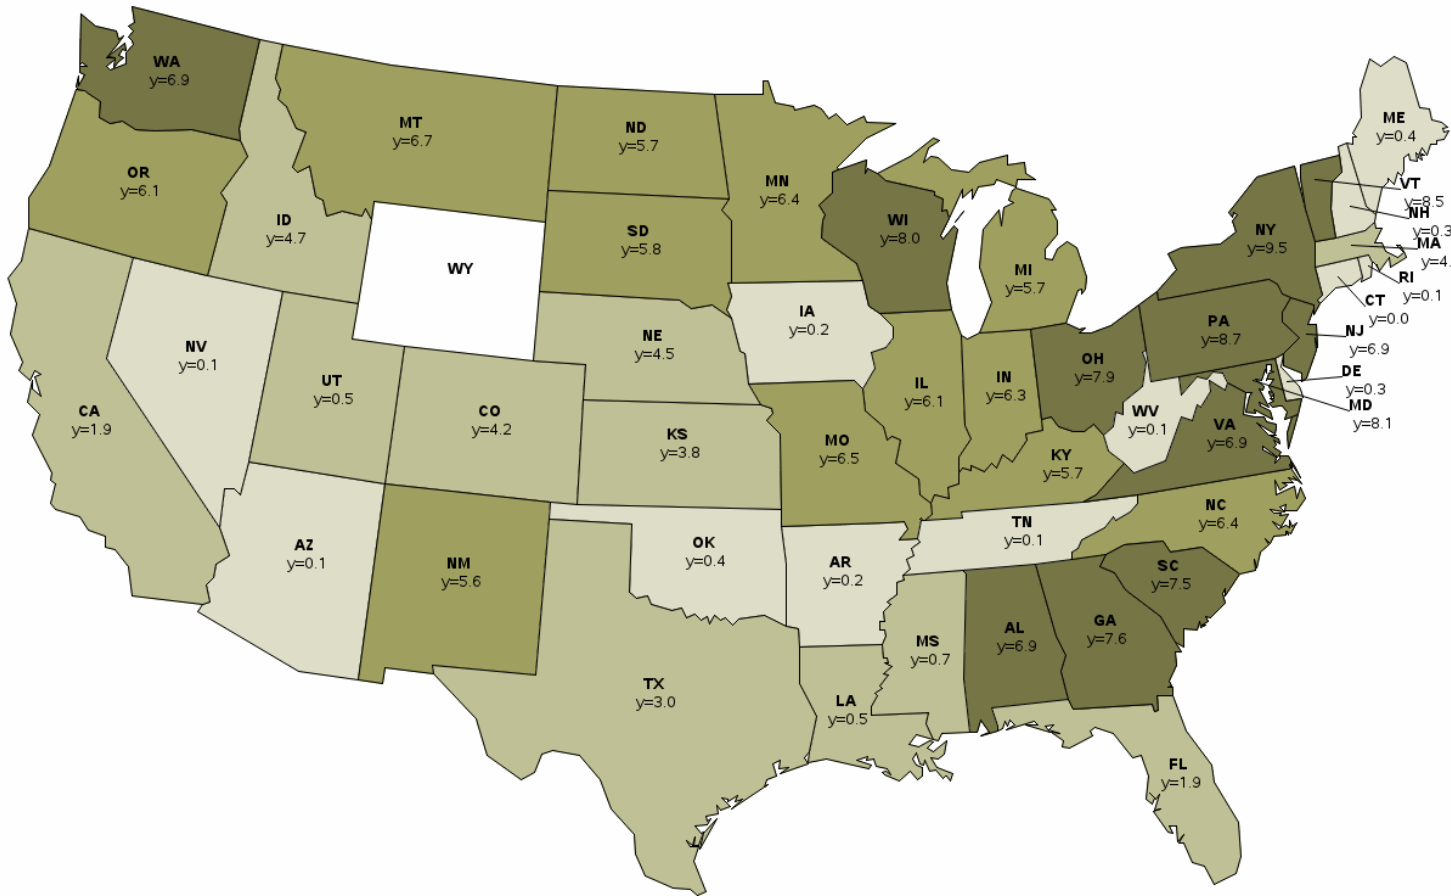 WA
y=6.9
MT
y=6.7
ND
y=5.7
MN
y=6.4
ME
y=0.4
OR
y=6.1
ID
y=4.7
SD
y=5.8
WI
y=8.0
MI
y=5.7
NY
y=9.5
VT
y=8.5
NH
y=0.3
MA
y=4.
RI
y=0.1
CT
y=0.0
WY
NV
y=0.1
UT
y=0.5
NE
y=4.5
IA
y=0.2
PA
y=8.7
NJ
y=6.9
DE
y=0.3
MD
y=8.1
CA
y=1.9
CO
y=4.2
KS
y=3.8
MO
y=6.5
IL
y=6.1
IN
y=6.3
OH
y=7.9
WV
y=0.1
VA
y=6.9
KY
y=5.7
NC
y=6.4
TN
y=0.1
AZ
y=0.1
NM
y=5.6
OK
y=0.4
AR
y=0.2
SC
y=7.5
MS
y=0.7
AL
y=6.9
GA
y=7.6
TX
y=3.0
LA
y=0.5
FL
y=1.9